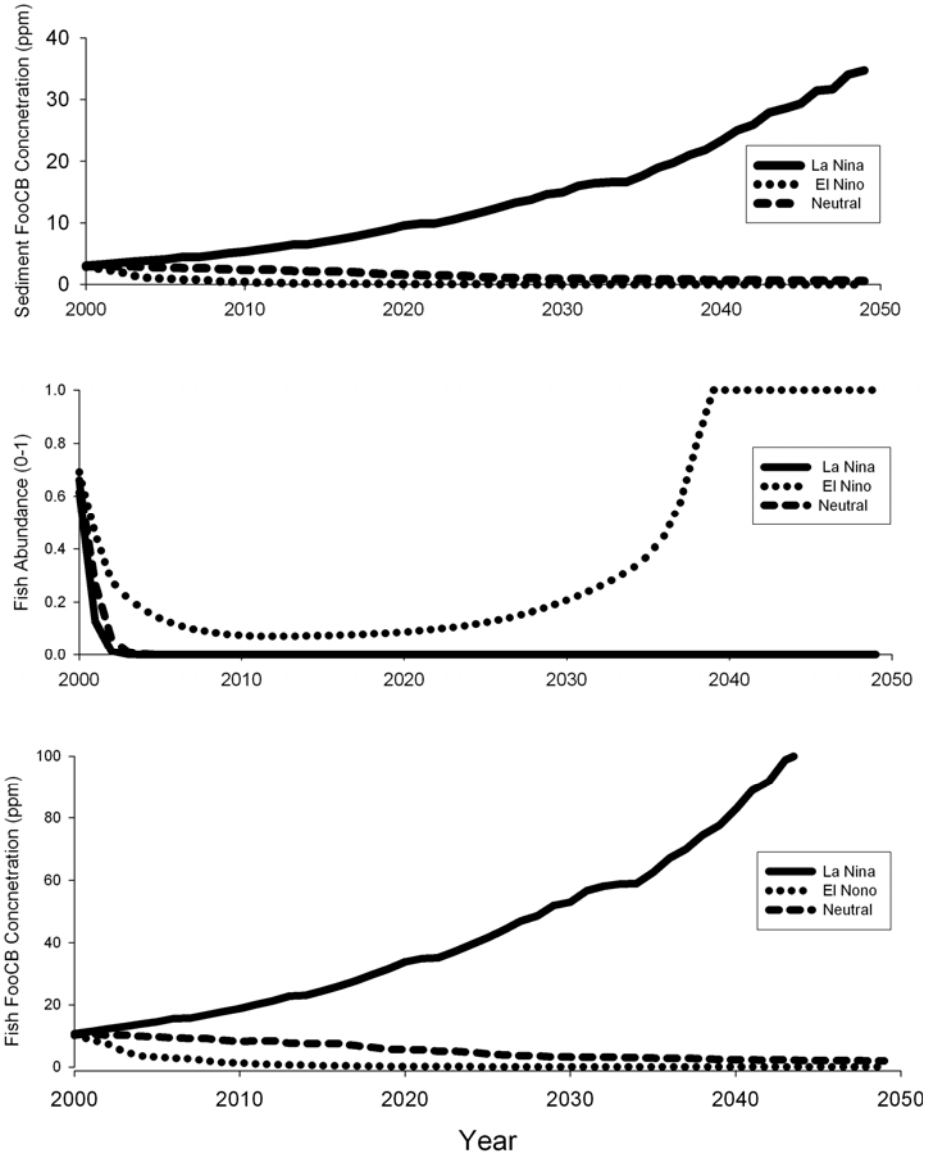 Sediment FooCB Concnetration (ppm)
40
30
20
10
0
La Nina
El Nino
Neutral
2000 2010 2020 2030 2040 2050
Fish Abundance (0-1)
1.0
0.8
0.6
0.4
0.2
0.0
La Nina
El Nino
Neutral
2000 2010 2020 2030 2040 2050
Fish FooCB Concnetration (ppm)
100
80
60
40
20
0
La Nina
El Nono
Neutral
2000 2010 2020 2030 2040 2050
Year